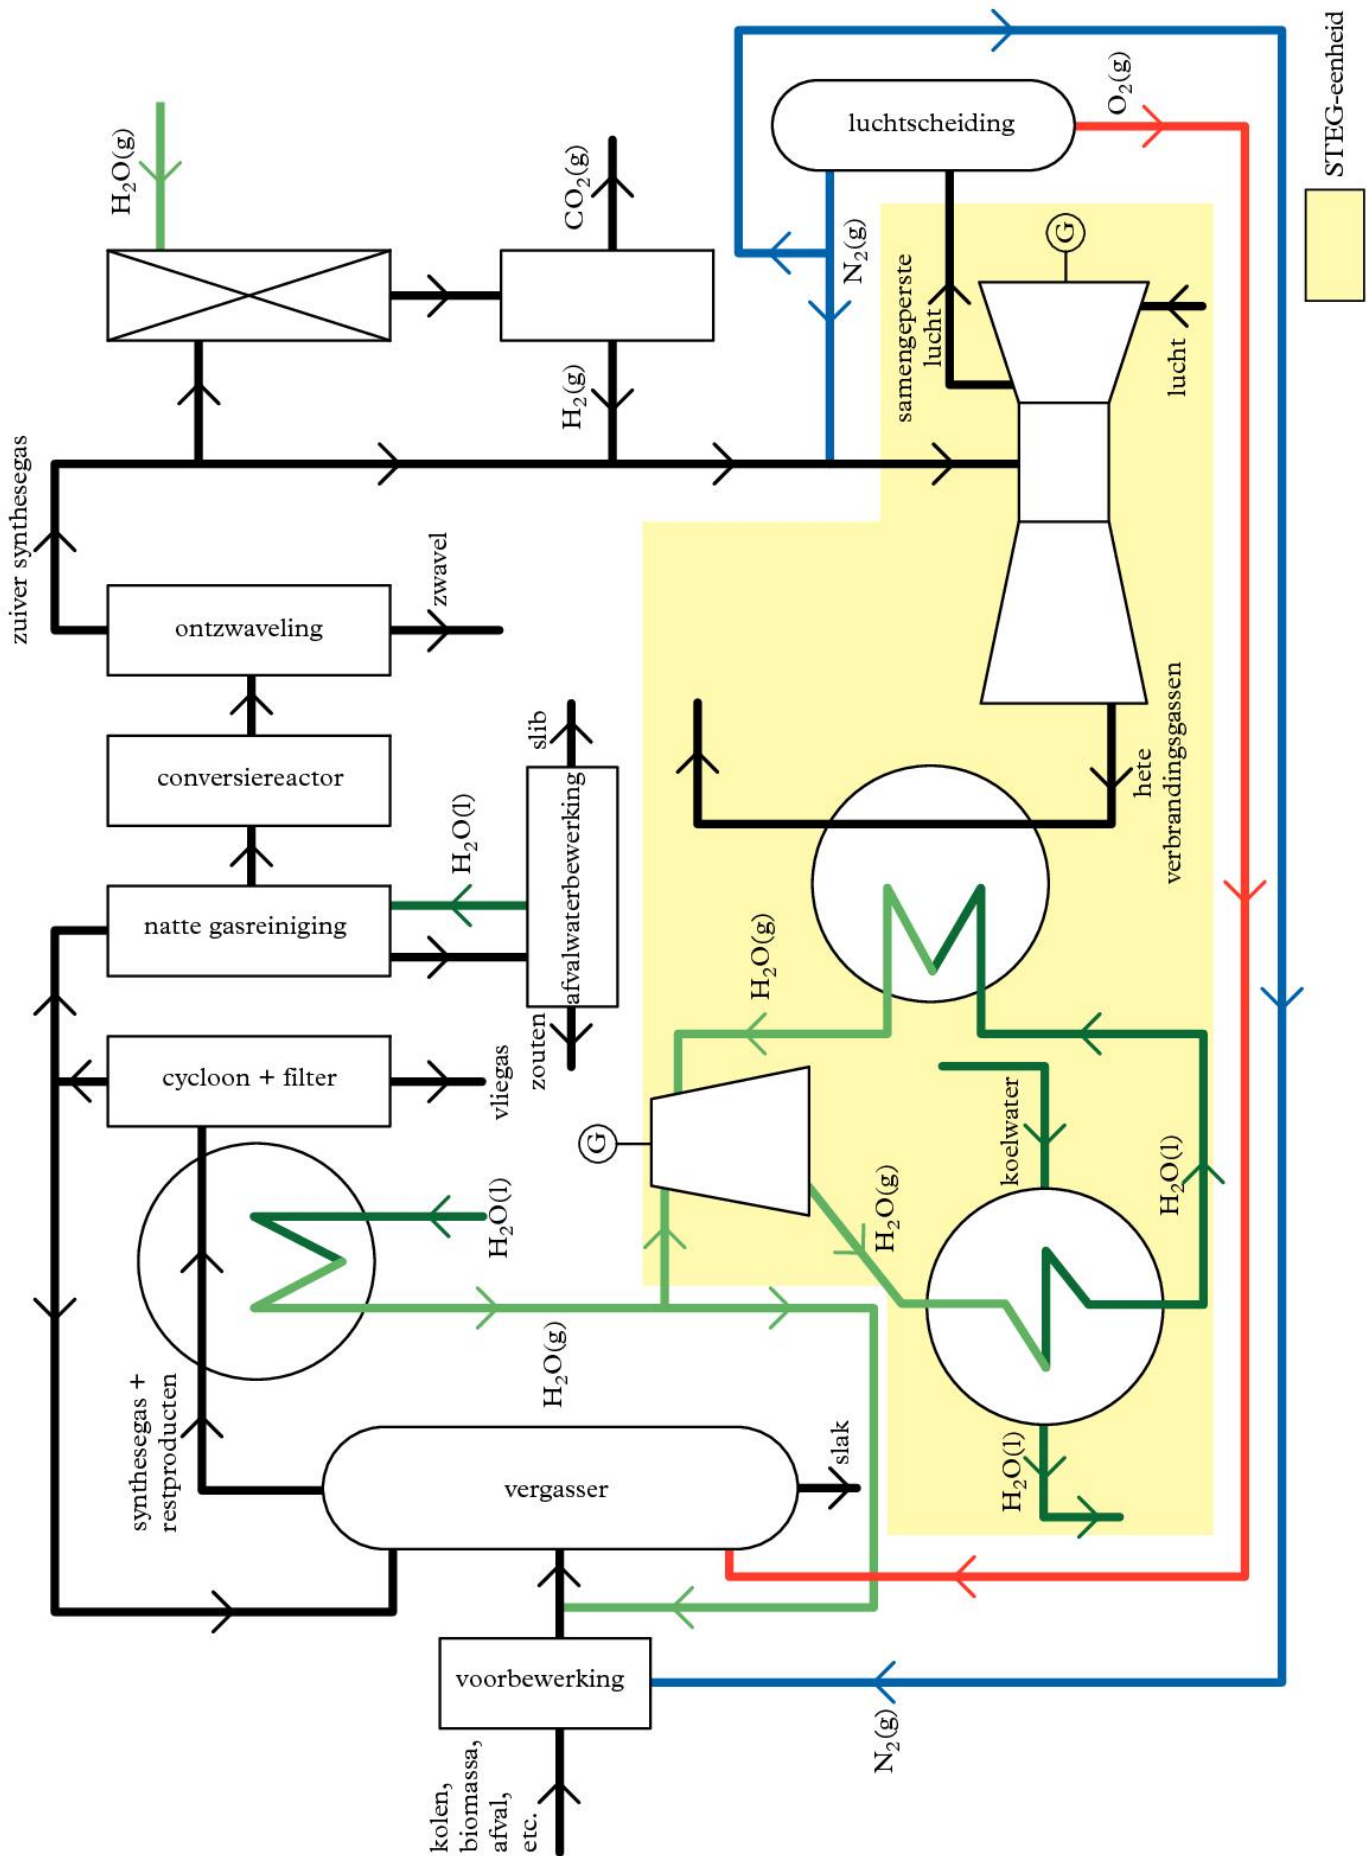 H₂O(g)
CO₂(g)
H₂(g)
luchtscheiding
O₂(g)
N₂(g)
STEG-eenheid
samengeperste
lucht
G
lucht
zuiver synthesegas
ontzwaveling
zwavel
conversiereactor
natte gasreiniging
H₂O(l)
slib
afvalwaterbewerking
zouten
hete
verbrandingsgassen
cycloon + filter
vliegas
H₂O(g)
G
koelwater
H₂O(l)
H₂O(l)
H₂O(g)
synthesegas +
restproducten
H₂O(g)
vergasser
slak
H₂O(l)
voorbewerking
kolen,
biomassa,
afval,
etc.
N₂(g)